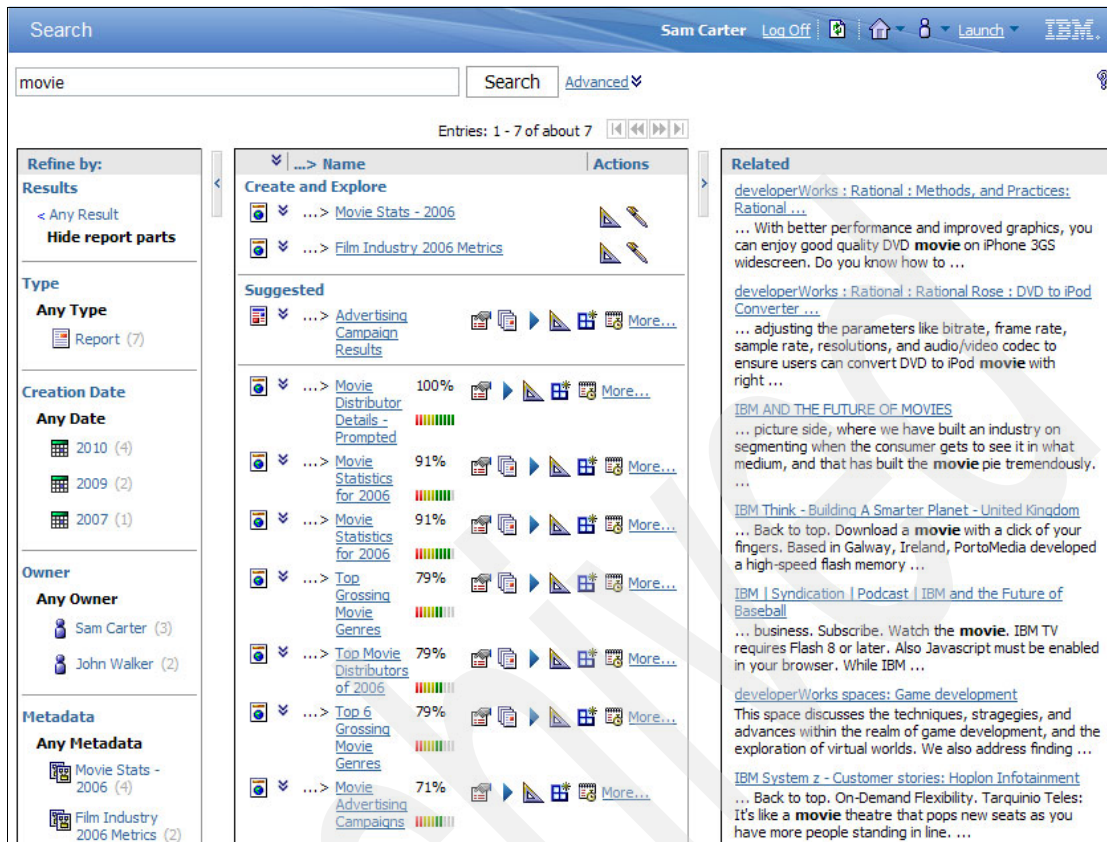 Search
Sam Carter Log Off Launch IBM.
movie
Search Advanced
Entries: 1 - 7 of about 7
Refine by:
Results
< Any Result
Hide report parts
Type
Any Type
Report (7)
Creation Date
Any Date
2010 (4)
2009 (2)
2007 (1)
Owner
Any Owner
Sam Carter (3)
John Walker (2)
Metadata
Any Metadata
Movie Stats -
2006 (4)
Film Industry
2006 Metrics (2)
...> Name Actions
Create and Explore
...> Movie Stats - 2006
...> Film Industry 2006 Metrics
Suggested
...> Advertising More...
Campaign
Results
...> Movie 100% More...
Distributor
Details -
Prompted
...> Movie 91% More...
Statistics
for 2006
...> Movie 91% More...
Statistics
for 2006
...> Top 79% More...
Grossing
Movie
Genres
...> Top Movie 79% More...
Distributors
of 2006
...> Top 6 79% More...
Grossing
Movie
Genres
...> Movie 71% More...
Advertising
Campaigns
Related
developerWorks : Rational : Methods, and Practices:
Rational ...
... With better performance and improved graphics, you
can enjoy good quality DVD movie on iPhone 3GS
widescreen. Do you know how to ...
developerWorks : Rational : Rational Rose : DVD to iPod
Converter ...
... adjusting the parameters like bitrate, frame rate,
sample rate, resolutions, and audio/video codec to
ensure users can convert DVD to iPod movie with
right ...
IBM AND THE FUTURE OF MOVIES
... picture side, where we have built an industry on
segmenting when the consumer gets to see it in what
medium, and that has built the movie pie tremendously.
...
IBM Think - Building A Smarter Planet - United Kingdom
... Back to top. Download a movie with a click of your
fingers. Based in Galway, Ireland, PortoMedia developed
a high-speed flash memory ...
IBM | Syndication | Podcast | IBM and the Future of
Baseball
... business. Subscribe. Watch the movie. IBM TV
requires Flash 8 or later. Also Javascript must be enabled
in your browser. While IBM ...
developerWorks spaces: Game development
This space discusses the techniques, stragegies, and
advances within the realm of game development, and the
exploration of virtual worlds. We also address finding ...
IBM System z - Customer stories: Hoplon Infotainment
... Back to top. On-Demand Flexibility. Tarquinio Teles:
It's like a movie theatre that pops new seats as you
have more people standing in line. ...